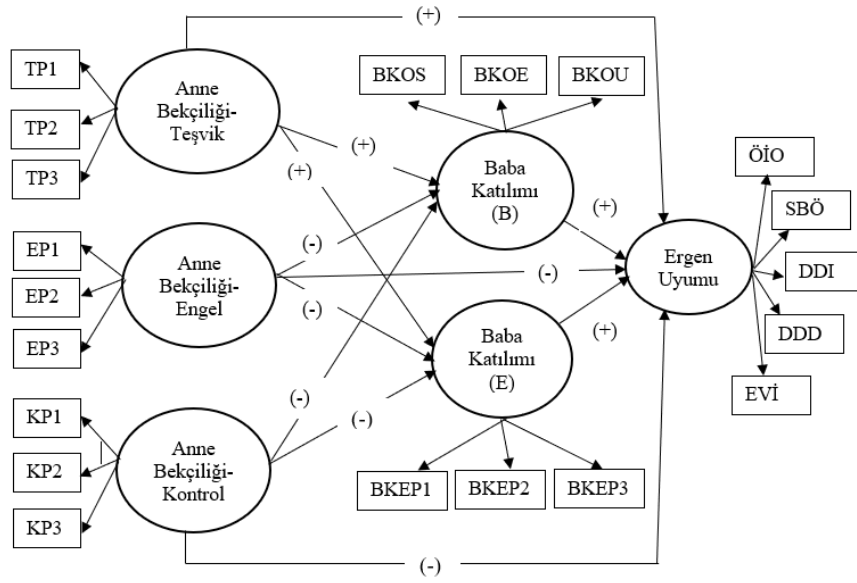 (+)
TP1
TP2
TP3
Anne
Bekçiliği-
Teşvik
BKOS
BKOE
BKOU
(+)
(+)
Baba
Katılımı
(B)
(+)
ÖİO
SBÖ
DDI
DDD
EVİ
EP1
EP2
EP3
Anne
Bekçiliği-
Engel
(-)
(-)
(-)
Ergen
Uyumu
Baba
Katılımı
(E)
(+)
KP1
KP2
KP3
Anne
Bekçiliği-
Kontrol
(-)
(-)
BKEP1
BKEP2
BKEP3
(-)